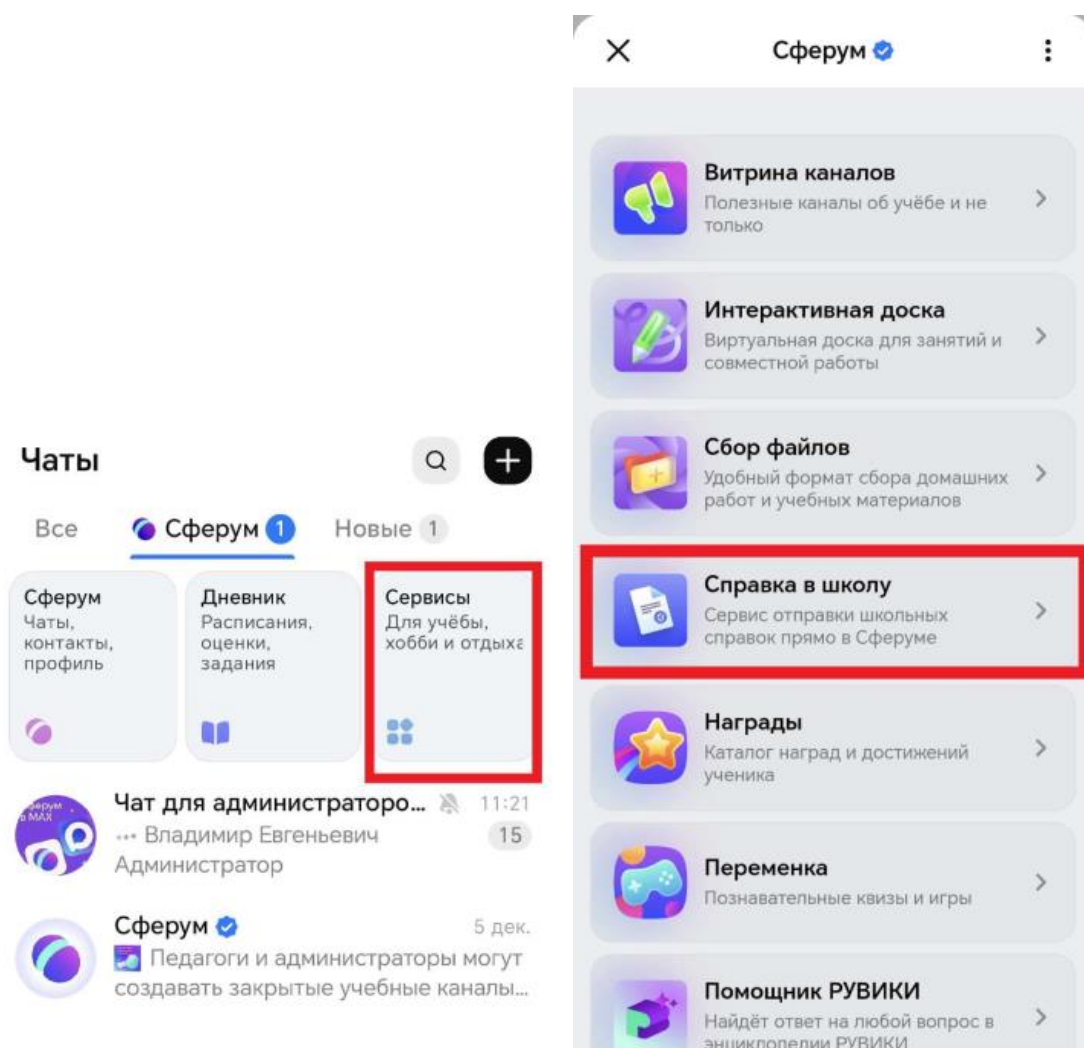 Чаты
Все
Сферум 1
Новые 1
Сферум
Чаты,
контакты,
профиль
Дневник
Расписания,
оценки,
задания
Сервисы
Для учёбы,
хобби и отдыха
Чат для администраторо... 11:21
... Владимир Евгеньевич 15
Администратор
Сферум 5 дек.
Педагоги и администраторы могут
создавать закрытые учебные каналы...
Сферум
Витрина каналов
Полезные каналы об учёбе и не
только
Интерактивная доска
Виртуальная доска для занятий и
совместной работы
Сбор файлов
Удобный формат сбора домашних
работ и учебных материалов
Справка в школу
Сервис отправки школьных
справок прямо в Сферуме
Награды
Каталог наград и достижений
ученика
Переменка
Познавательные квизы и игры
Помощник РУВИКИ
Найдёт ответ на любой вопрос в
энциклопедии РУВИКИ